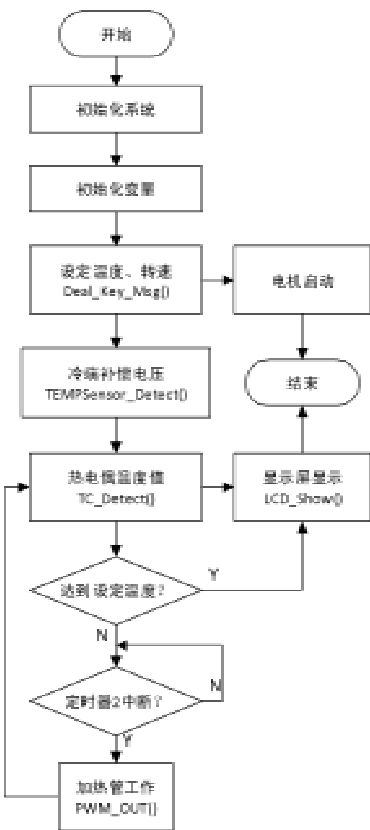 开始
初始化系统
初始化变量
设定温度、转速
Deal_Key_Msg()
电机启动
冷端补偿电压
TEMPSensor_Detect()
结束
热电偶温度值
TC_Detect()
显示屏显示
LCD_Show()
达到设定温度?
Y
N
定时器2中断?
N
Y
加热管工作
PWM_OUT()